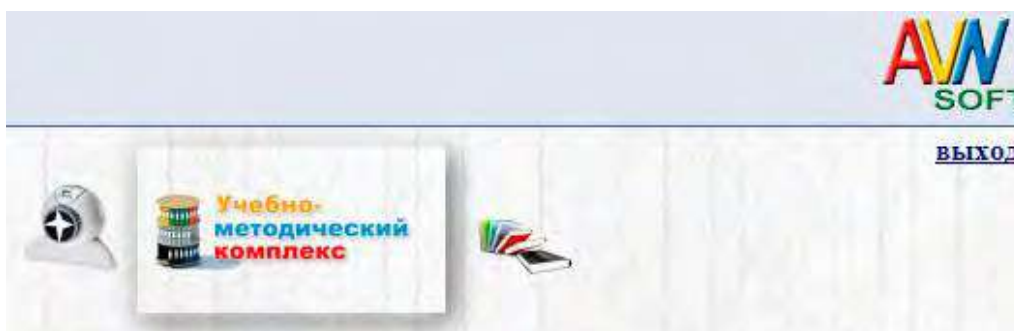 AVN
SOFT
ВЫХОД
Учебно-
методический
комплекс